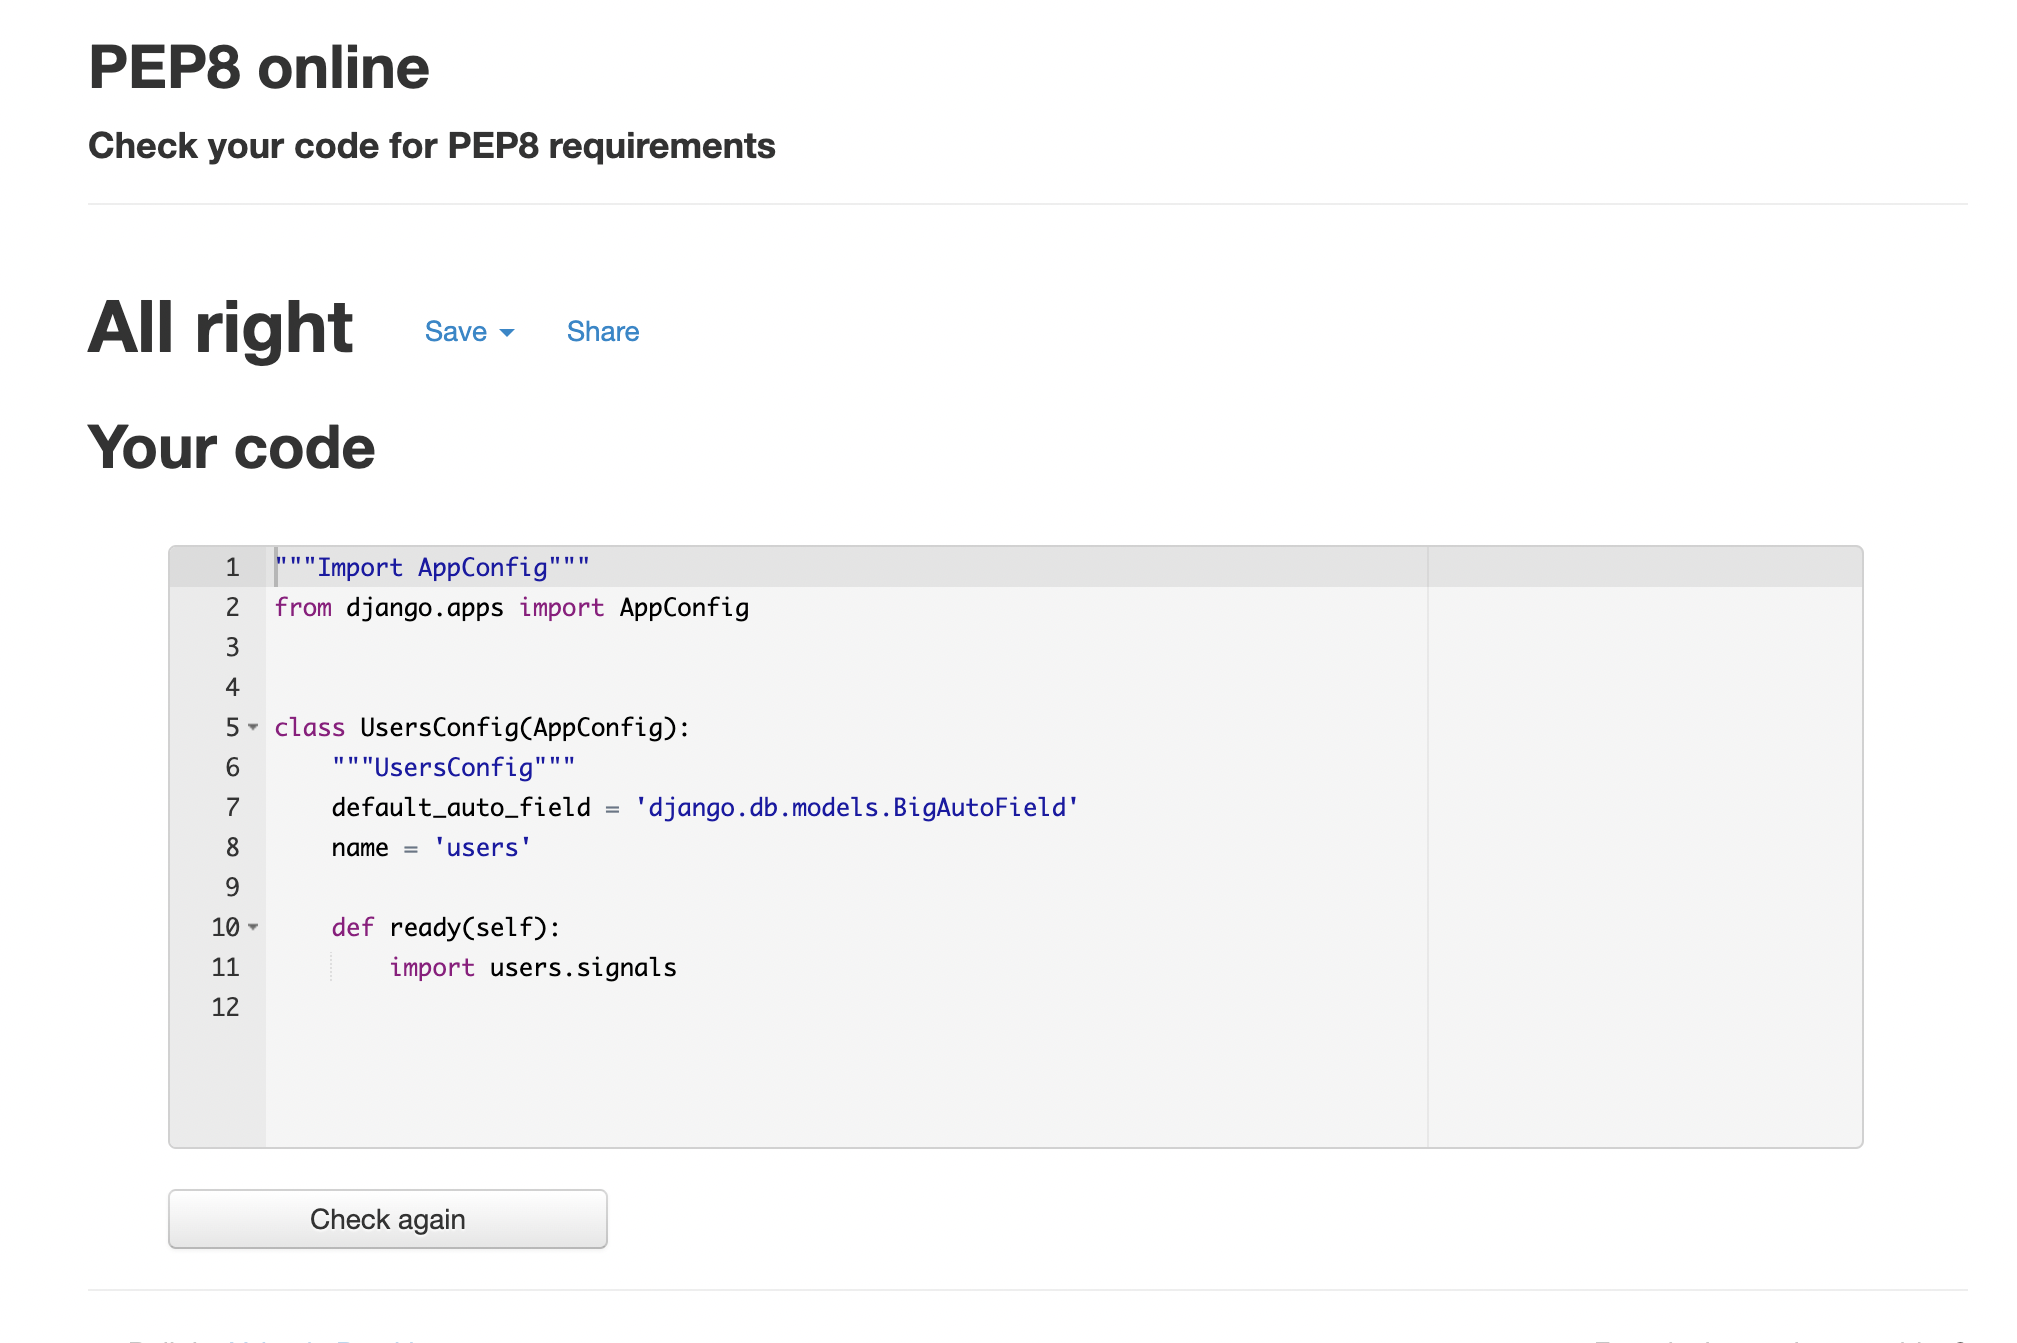 PEP8 online
Check your code for PEP8 requirements
All right Save Share
Your code
1 """Import AppConfig"""
2 from django.apps import AppConfig
3
4
5 class UsersConfig(AppConfig):
6     """UsersConfig"""
7     default_auto_field = 'django.db.models.BigAutoField'
8     name = 'users'
9
10     def ready(self):
11         import users.signals
12
Check again